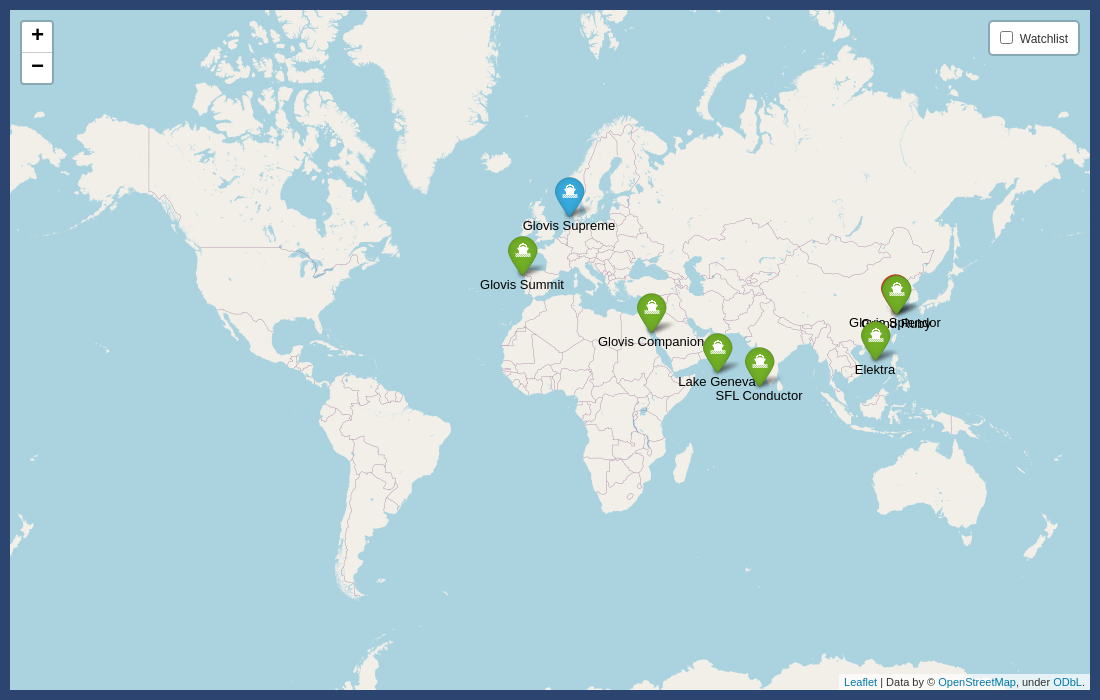 +
−
Watchlist
Glovis Supreme
Glovis Summit
Glovis Companion
Glovis Splendor
Ruby
Elektra
Lake Geneva
SFL Conductor
Leaflet | Data by © OpenStreetMap, under ODbL.